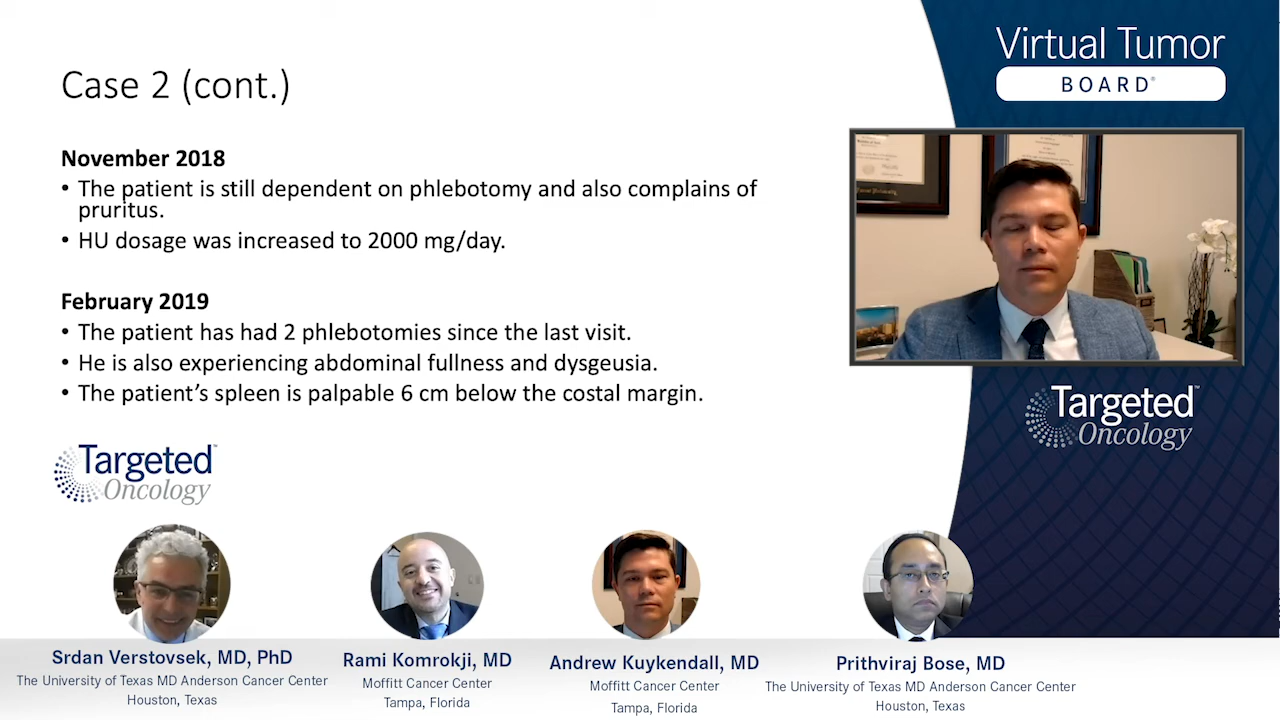 Case 2 (cont.)
November 2018
• The patient is still dependent on phlebotomy and also complains of
pruritus.
• HU dosage was increased to 2000 mg/day.
February 2019
• The patient has had 2 phlebotomies since the last visit.
• He is also experiencing abdominal fullness and dysgeusia.
• The patient’s spleen is palpable 6 cm below the costal margin.
Targeted™
Oncology
Virtual Tumor
BOARD®
Targeted™
Oncology
Srdan Verstovsek, MD, PhD
The University of Texas MD Anderson Cancer Center
Houston, Texas
Rami Komrokji, MD
Moffitt Cancer Center
Tampa, Florida
Andrew Kuykendall, MD
Moffitt Cancer Center
Tampa, Florida
Prithviraj Bose, MD
The University of Texas MD Anderson Cancer Center
Houston, Texas